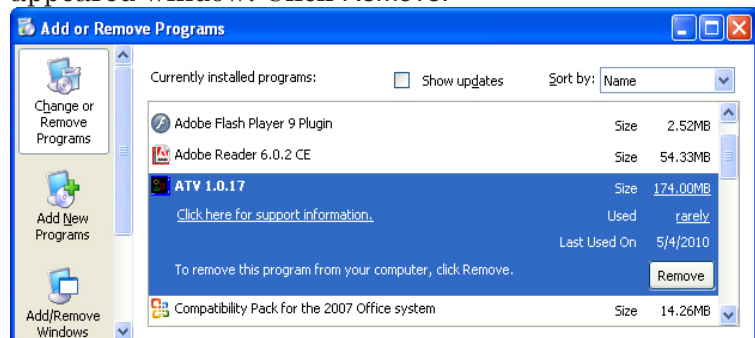 appeared window. Click Remove.
Add or Remove Programs
Currently installed programs:
Show updates
Sort by: Name
Change or
Remove
Programs
Adobe Flash Player 9 Plugin Size 2.52MB
Adobe Reader 6.0.2 CE Size 54.33MB
ATV 1.0.17 Size 174.00MB
Click here for support information. Used rarely
Last Used On 5/4/2010
To remove this program from your computer, click Remove. Remove
Compatibility Pack for the 2007 Office system Size 14.26MB
Add New
Programs
Add/Remove
Windows